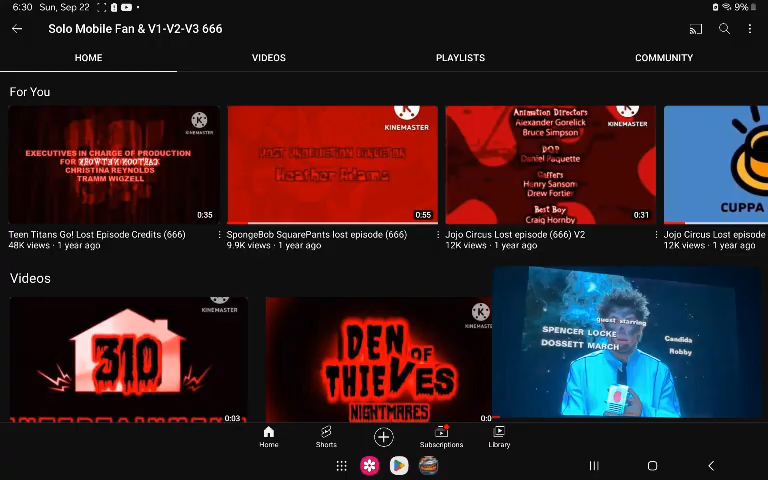 6:30 Sun, Sep 22
9%
Solo Mobile Fan & V1-V2-V3 666
HOME
VIDEOS
PLAYLISTS
COMMUNITY
For You
KINEMASTER
EXECUTIVES IN CHARGE OF PRODUCTION
FOR
CHRISTINA REYNOLDS
TRAMM WIGZELL
0:35
KINEMASTER
Heather Adams
0:55
KINEMASTER
Animation Directors
Alexander Gorelick
Bruce Simpson
DOP
Daniel Paquette
Gaffers
Henry Sansom
Drew Fortier
Best Boy
Craig Hornby
0:31
CUPPA
Teen Titans Go! Lost Episode Credits (666)
48K views · 1 year ago
SpongeBob SquarePants lost episode (666)
9.9K views · 1 year ago
Jojo Circus Lost episode (666) V2
12K views · 1 year ago
Jojo Circus Lost episode
12K views · 1 year ago
Videos
KINEMASTER
310
0:03
KINEMAS
DEN OF
THIEVES
NIGHTMARES
0:0
guest starring
SPENCER LOCKE
DOSSETT MARCH
Candida
Robby
Home
Shorts
Subscriptions
Library